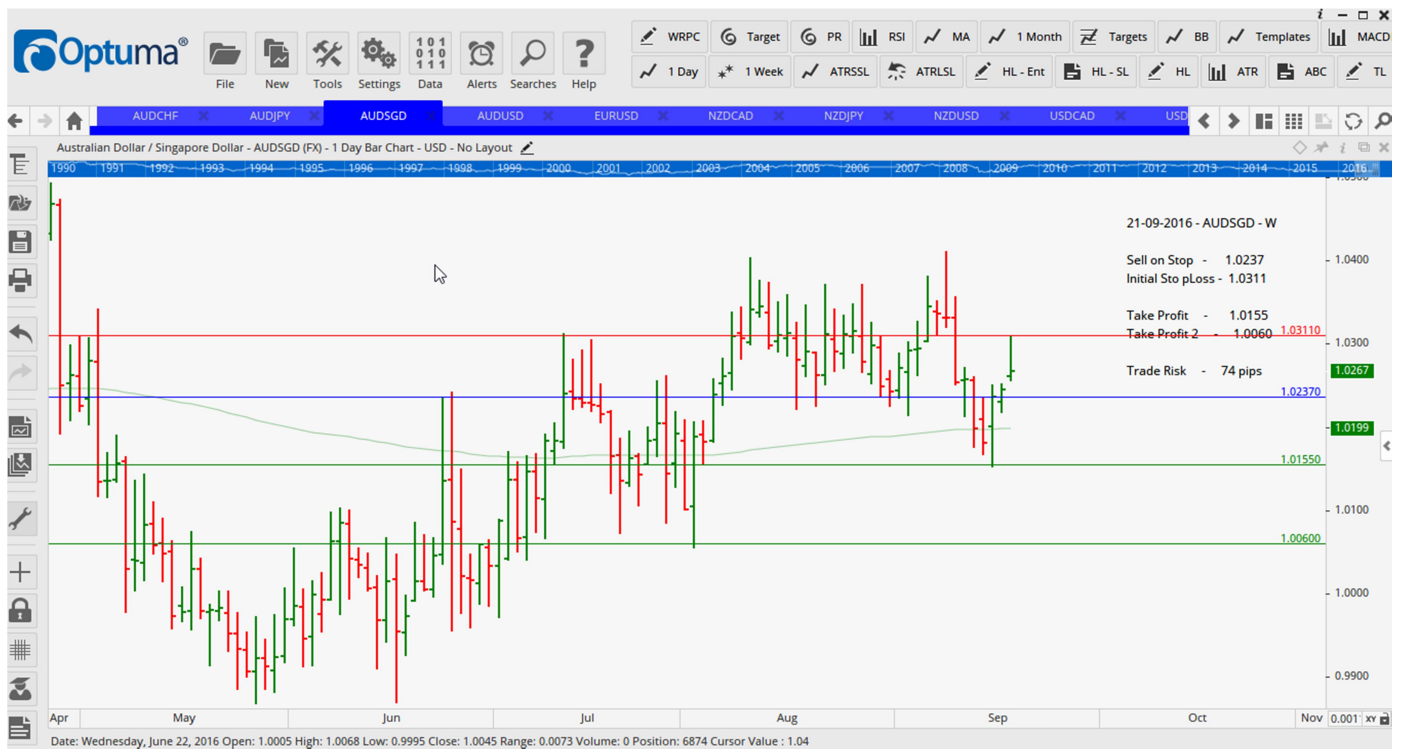 Optuma®
File New Tools Settings Data Alerts Searches Help
WRPC Target PR RSI MA 1 Month Targets BB Templates MACD
1 Day 1 Week ATRSSL ATRLSL HL - Ent HL - SL HL ATR ABC TL
AUDCHF AUDJPY AUDSGD AUDUSD EURUSD NZDCAD NZDJPY NZDUSD USDCAD USD
Australian Dollar / Singapore Dollar - AUDSGD (FX) - 1 Day Bar Chart - USD - No Layout
1990 1991 1992 1993 1994 1995 1996 1997 1998 1999 2000 2001 2002 2003 2004 2005 2006 2007 2008 2009 2010 2011 2012 2013 2014 2015 2016
1.0500
21-09-2016 - AUDSGD - W
Sell on Stop - 1.0237
1.0400
Initial Sto pLoss - 1.0311
Take Profit - 1.0155
Take Profit 2 - 1.0060
1.03110
1.0300
Trade Risk - 74 pips
1.0267
1.02370
1.0199
1.01550
1.0100
1.00600
1.0000
0.9900
Apr May Jun Jul Aug Sep Oct Nov 0.001 XY
Date: Wednesday, June 22, 2016 Open: 1.0005 High: 1.0068 Low: 0.9995 Close: 1.0045 Range: 0.0073 Volume: 0 Position: 6874 Cursor Value : 1.04